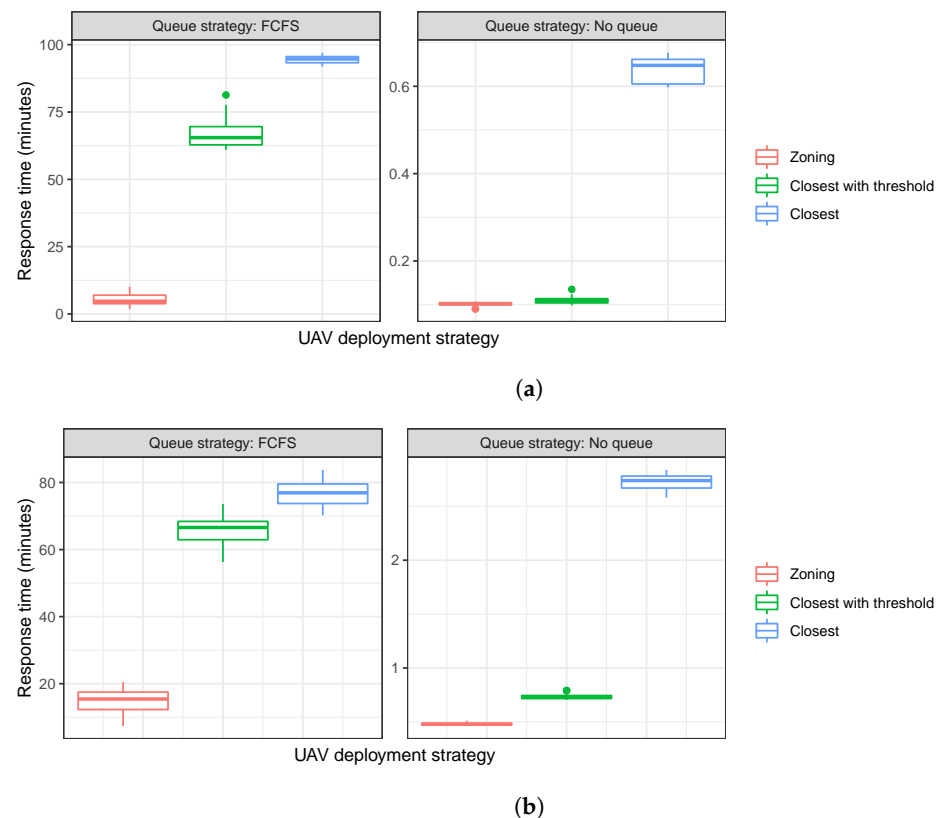 Queue strategy: FCFS
Queue strategy: No queue
Response time (minutes)
100
75
50
25
0
0.6
0.4
0.2
UAV deployment strategy
Zoning
Closest with threshold
Closest
(a)
Queue strategy: FCFS
Queue strategy: No queue
Response time (minutes)
80
60
40
20
2
1
UAV deployment strategy
Zoning
Closest with threshold
Closest
(b)